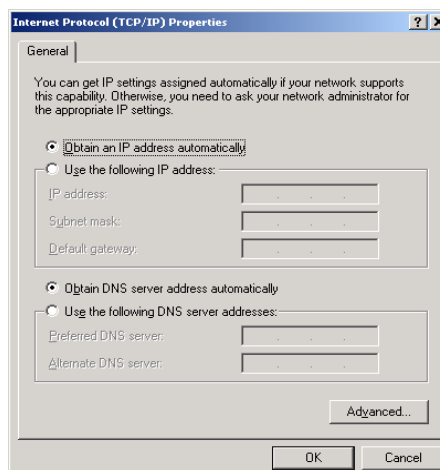 Internet Protocol (TCP/IP) Properties
General
You can get IP settings assigned automatically if your network supports
this capability. Otherwise, you need to ask your network administrator for
the appropriate IP settings.
Obtain an IP address automatically
Use the following IP address:
IP address:
Subnet mask:
Default gateway:
Obtain DNS server address automatically
Use the following DNS server addresses:
Preferred DNS server:
Alternate DNS server:
Advanced...
OK
Cancel